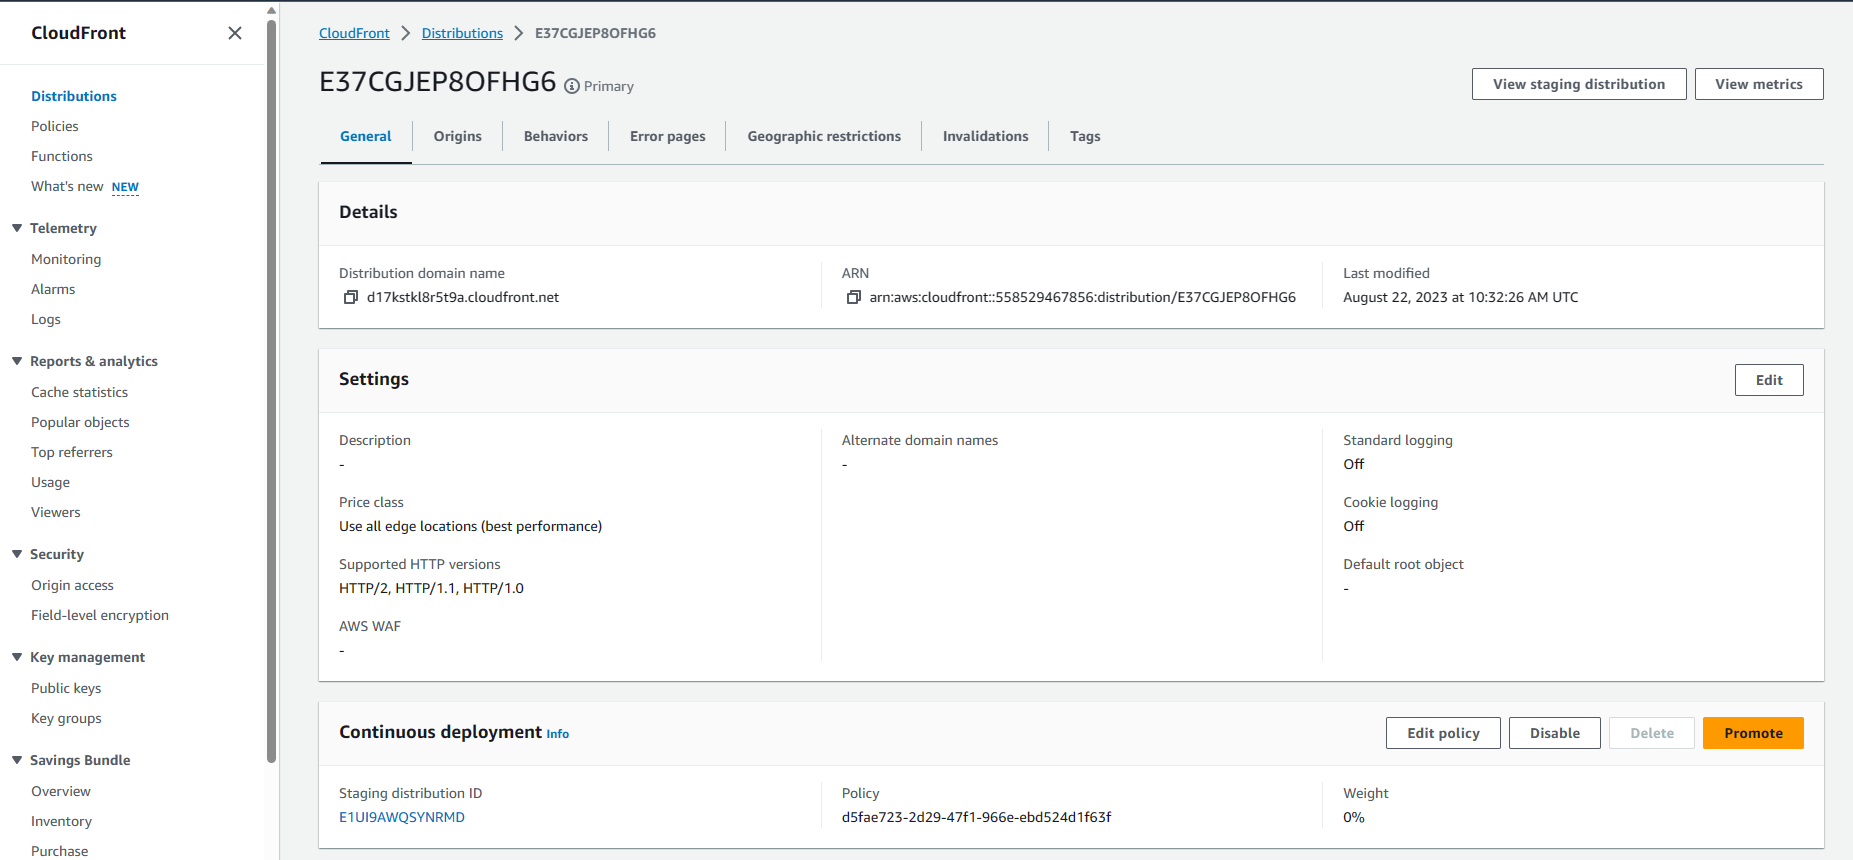 CloudFront
Distributions
Policies
Functions
What's new NEW
Telemetry
Monitoring
Alarms
Logs
Reports & analytics
Cache statistics
Popular objects
Top referrers
Usage
Viewers
Security
Origin access
Field-level encryption
Key management
Public keys
Key groups
Savings Bundle
Overview
Inventory
Purchase
CloudFront Distributions E37CGJEP8OFHG6
E37CGJEP8OFHG6 Primary
View staging distribution View metrics
General Origins Behaviors Error pages Geographic restrictions Invalidations Tags
Details
Distribution domain name
d17kstkl8r5t9a.cloudfront.net
ARN
arn:aws:cloudfront::558529467856:distribution/E37CGJEP8OFHG6
Last modified
August 22, 2023 at 10:32:26 AM UTC
Settings Edit
Description
-
Price class
Use all edge locations (best performance)
Supported HTTP versions
HTTP/2, HTTP/1.1, HTTP/1.0
AWS WAF
-
Alternate domain names
-
Standard logging
Off
Cookie logging
Off
Default root object
-
Continuous deployment Info
Edit policy Disable Delete Promote
Staging distribution ID
E1UI9AWQSYNRMD
Policy
d5fae723-2d29-47f1-966e-ebd524d1f63f
Weight
0%